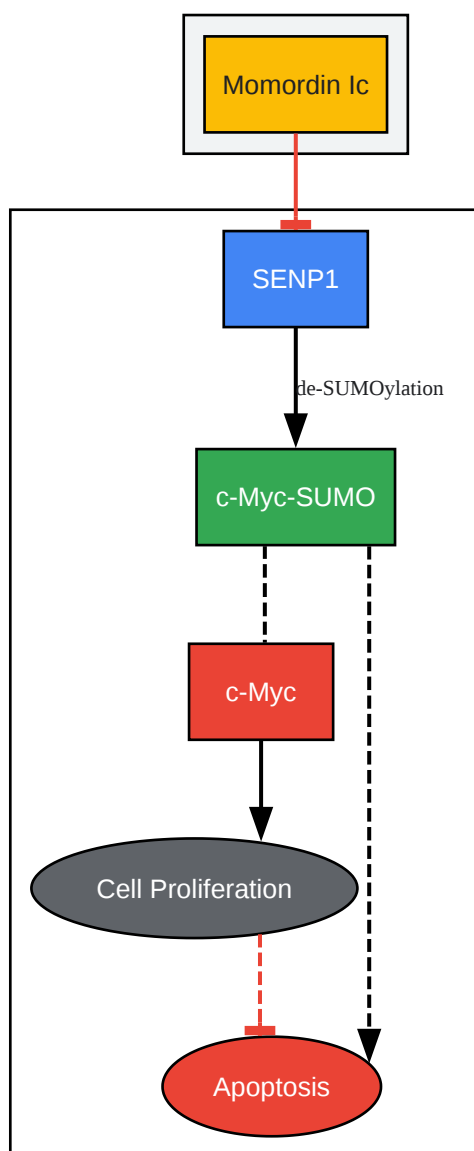 Momordin Ic
SENP1
de-SUMOylation
c-Myc-SUMO
c-Myc
Cell Proliferation
Apoptosis